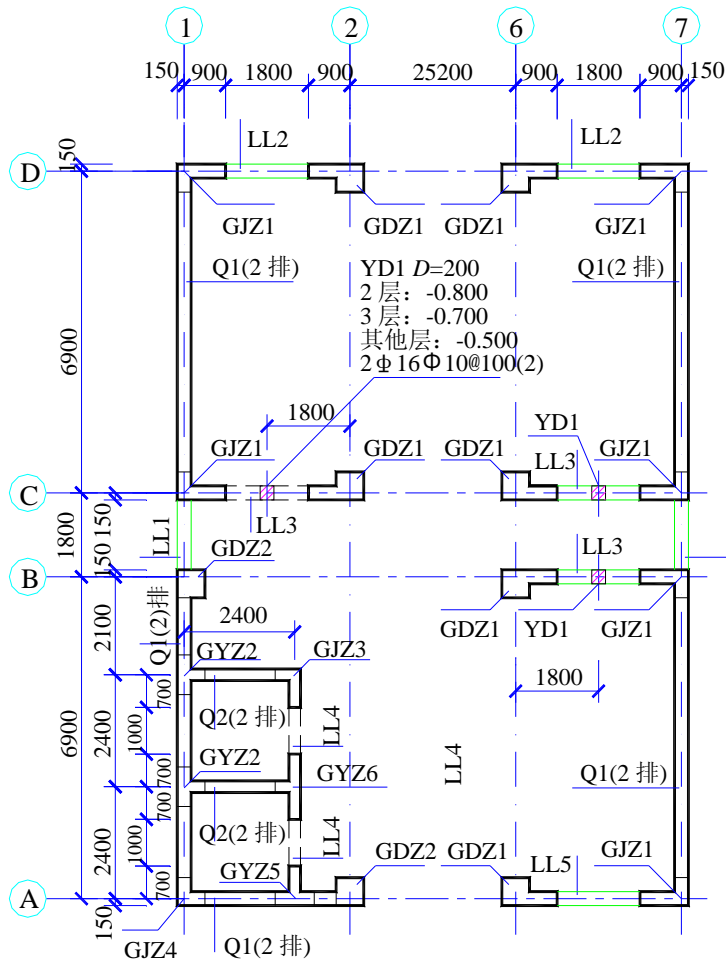 1
2
6
7
150
900
1800
900
25200
900
1800
900
150
150
LL2
LL2
D
GJZ1
GDZ1
GDZ1
GJZ1
Q1(2 排)
Q1(2 排)
YD1 D=200
2 层：-0.800
3 层：-0.700
其他层：-0.500
2ф16Ф10@100(2)
6900
1800
YD1
GJZ1
GDZ1
GDZ1
LL3
GJZ1
C
LL3
150
1800
LL1
GDZ2
LL3
150
B
2400
GDZ1
YD1
GJZ1
2100
Q1(2)排
GYZ2
GJZ3
1800
700
Q2(2 排)
LL4
2400
1000
6900
LL4
GYZ2
GYZ6
Q1(2 排)
700
700
Q2(2 排)
LL4
2400
1000
GDZ2
GDZ1
LL5
GJZ1
GYZ5
700
A
150
GJZ4
Q1(2 排)